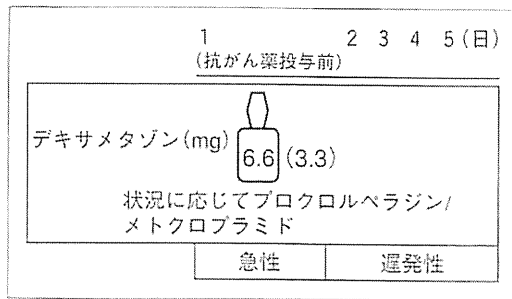 1 2 3 4 5(日)
(抗がん薬投与前)
デキサメタゾン(mg) 6.6 (3.3)
状況に応じてプロクロルペラジン/
メトクロプラミド
急性 遅発性